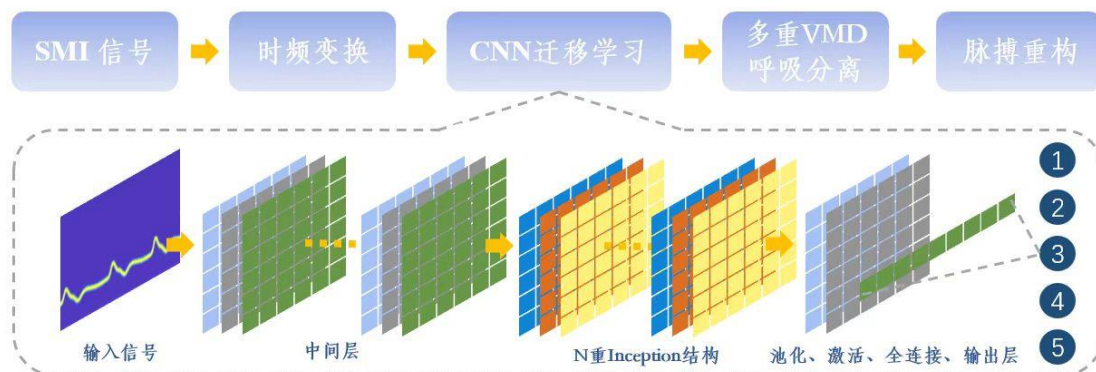 SMI 信号
时频变换
CNN迁移学习
多重VMD
呼吸分离
脉搏重构
1
2
3
4
5
输入信号
中间层
N重Inception结构
池化、激活、全连接、输出层